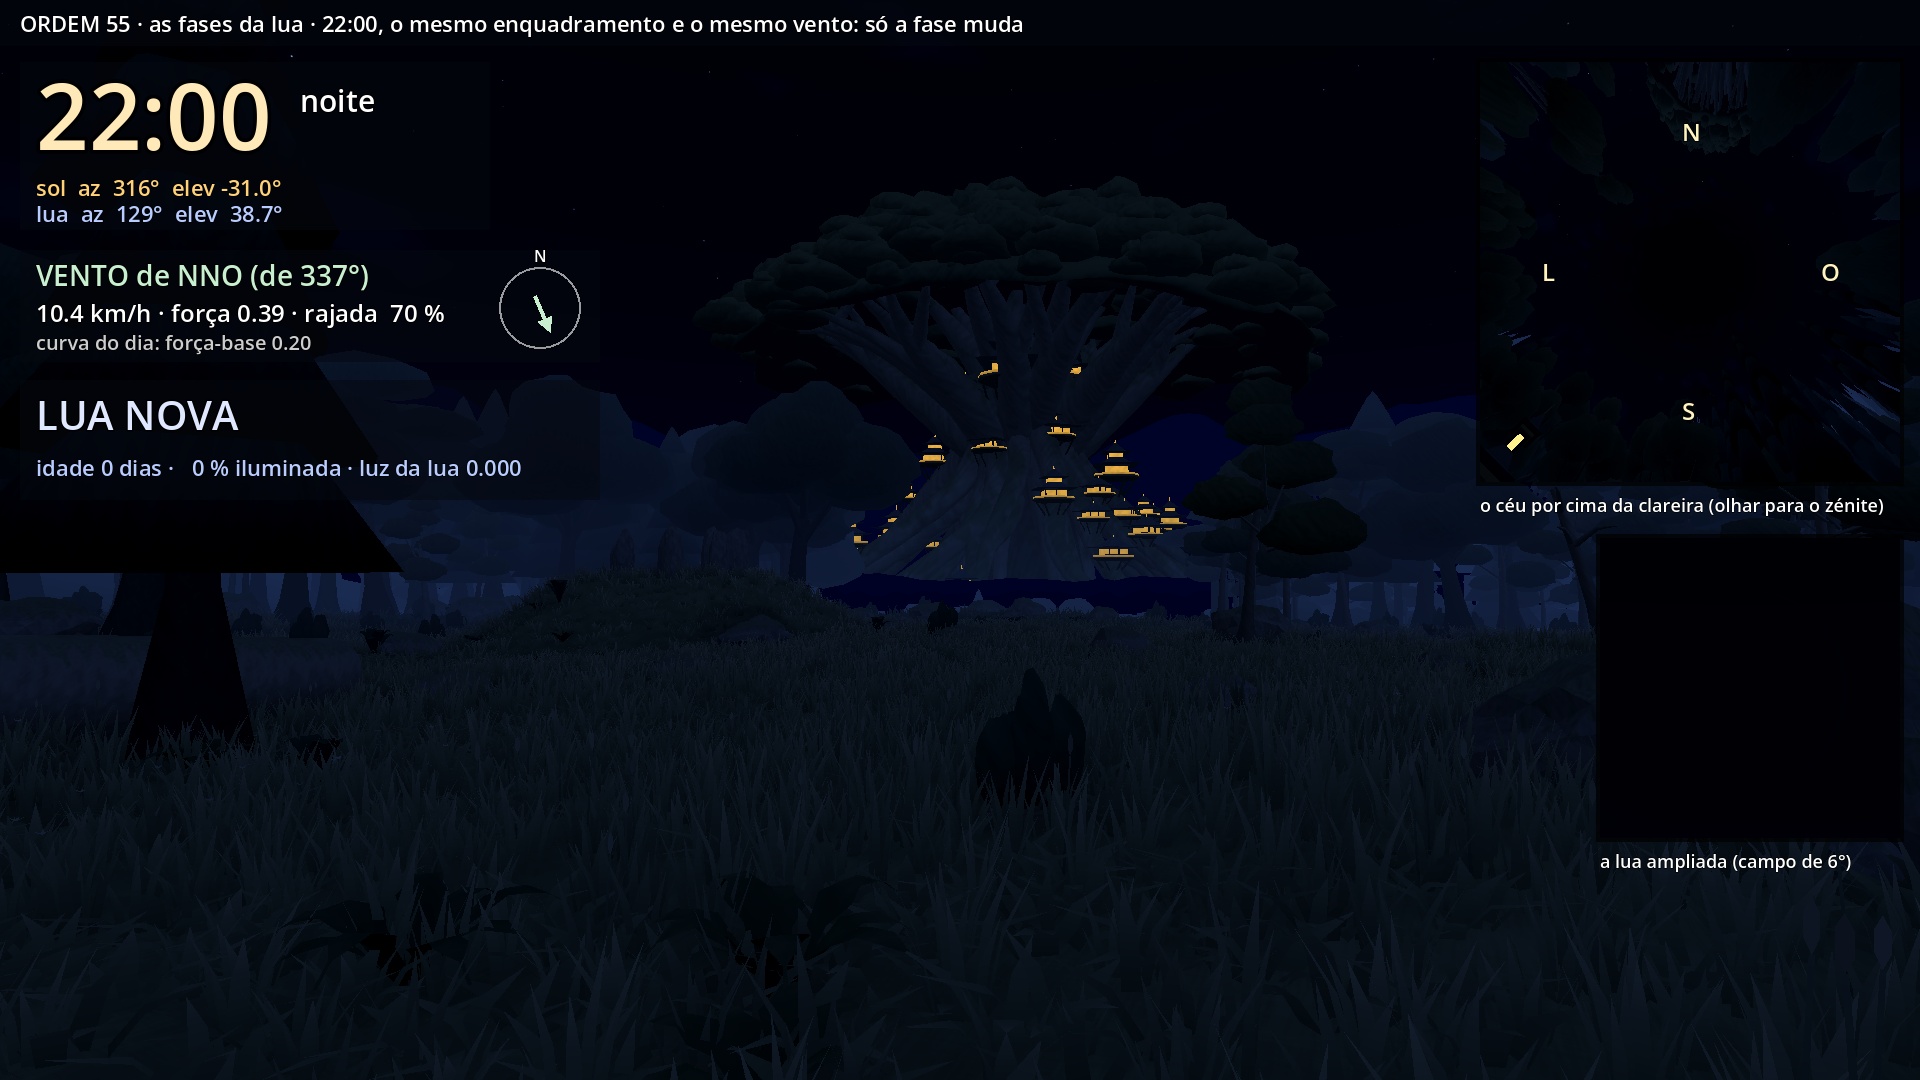 ORDEM 55 · as fases da lua · 22:00, o mesmo enquadramento e o mesmo vento: só a fase muda
22:00 noite
sol az 316° elev -31.0°
lua az 129° elev 38.7°
VENTO de NNO (de 337°)
10.4 km/h · força 0.39 · rajada 70 %
curva do dia: força-base 0.20
N
LUA NOVA
idade 0 dias · 0 % iluminada · luz da lua 0.000
N
L O
S
o céu por cima da clareira (olhar para o zénite)
a lua ampliada (campo de 6°)